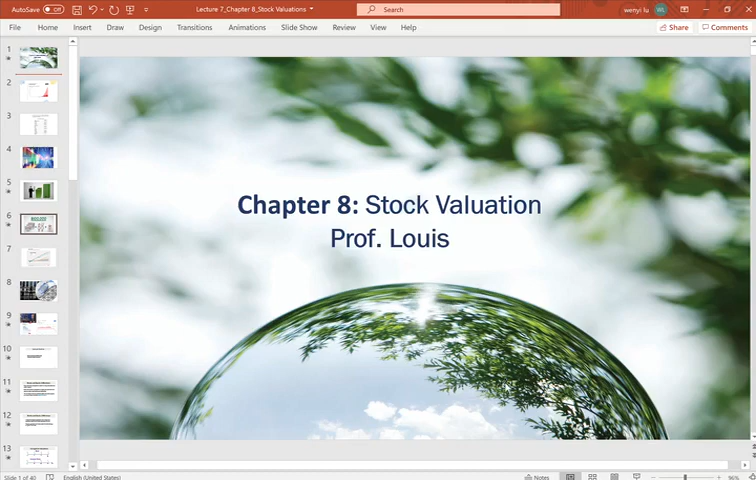 AutoSave Off
Lecture 7_Chapter 8_Stock Valuations
Search
wenyi lu
WL
File Home Insert Draw Design Transitions Animations Slide Show Review View Help
Share Comments
1
2
3
4
5
6
7
8
9
10
11
12
13
Chapter 8: Stock Valuation
Prof. Louis
Slide 1 of 40 English (United States) Notes 96%